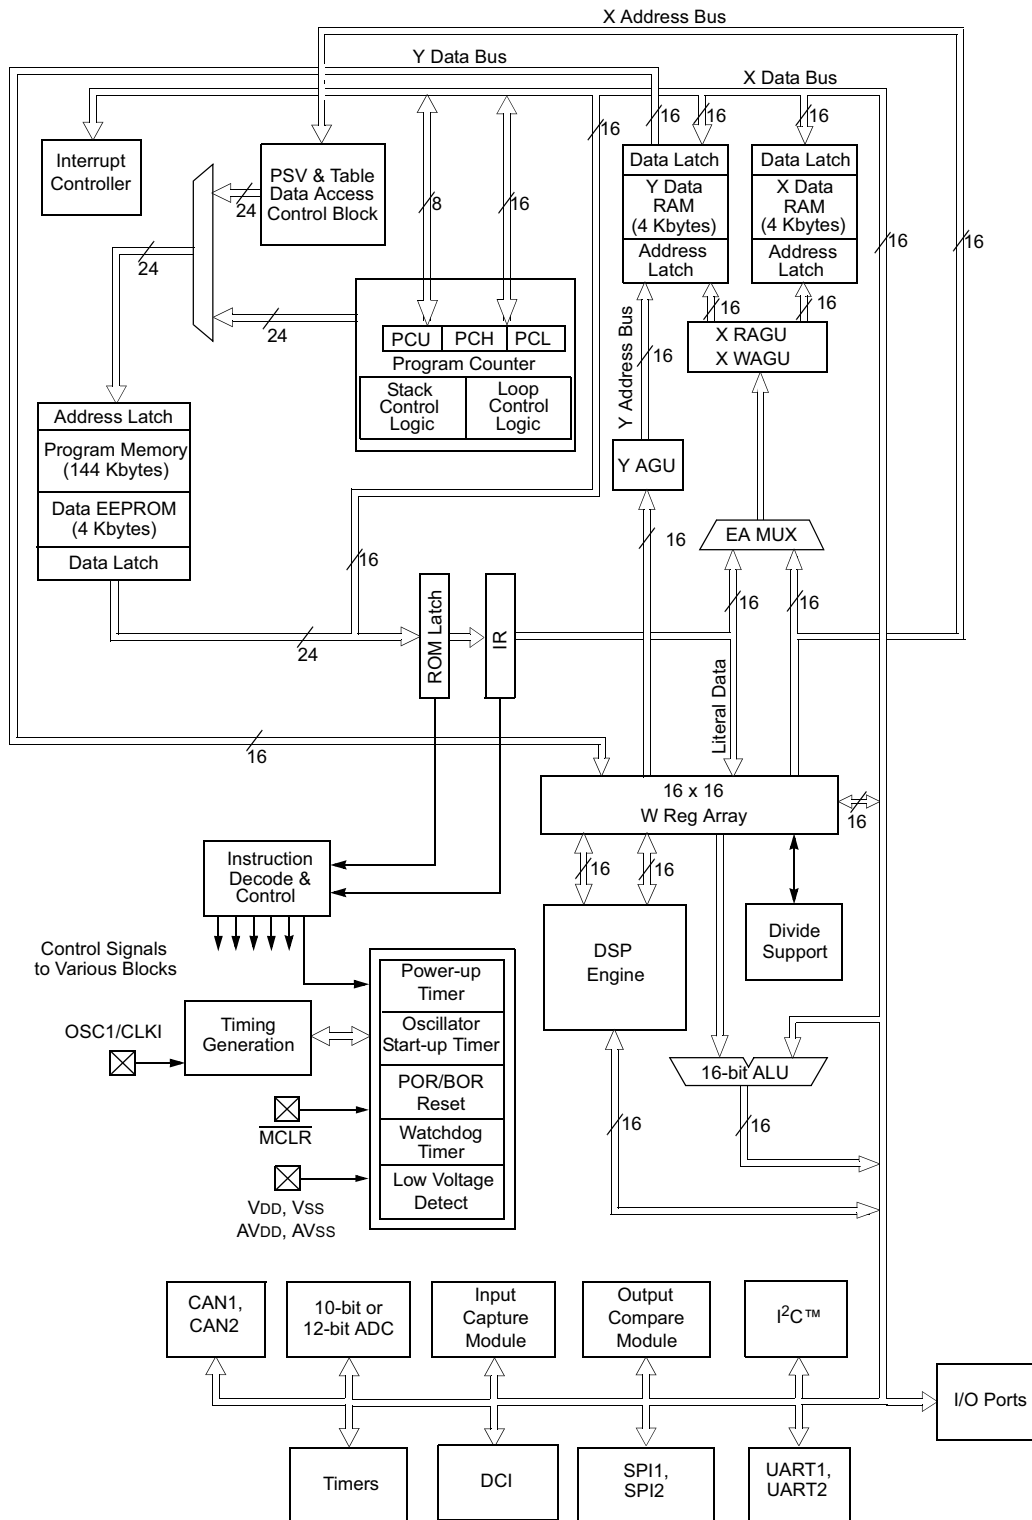 X Address Bus
Y Data Bus
X Data Bus
16
16
16
16
Interrupt
Controller
PSV & Table
Data Access
Control Block
24
8
16
Data Latch
Y Data
RAM
(4 Kbytes)
Address
Latch
Data Latch
X Data
RAM
(4 Kbytes)
Address
Latch
16
16
24
24
16
16
PCU
PCH
PCL
Program Counter
Stack
Control
Logic
Loop
Control
Logic
X RAGU
X WAGU
Y Address Bus
16
Y AGU
Address Latch
Program Memory
(144 Kbytes)
Data EEPROM
(4 Kbytes)
Data Latch
16
16
EA MUX
16
16
24
ROM Latch
IR
Literal Data
16
16 x 16
W Reg Array
16
16
16
Instruction
Decode &
Control
Control Signals
to Various Blocks
DSP
Engine
Divide
Support
Power-up
Timer
OSC1/CLKI
Timing
Generation
Oscillator
Start-up Timer
16-bit ALU
POR/BOR
Reset
MCLR
16
16
Watchdog
Timer
Low Voltage
Detect
VDD, VSS
AVDD, AVSS
CAN1,
CAN2
10-bit or
12-bit ADC
Input
Capture
Module
Output
Compare
Module
I2C™
I/O Ports
Timers
DCI
SPI1,
SPI2
UART1,
UART2